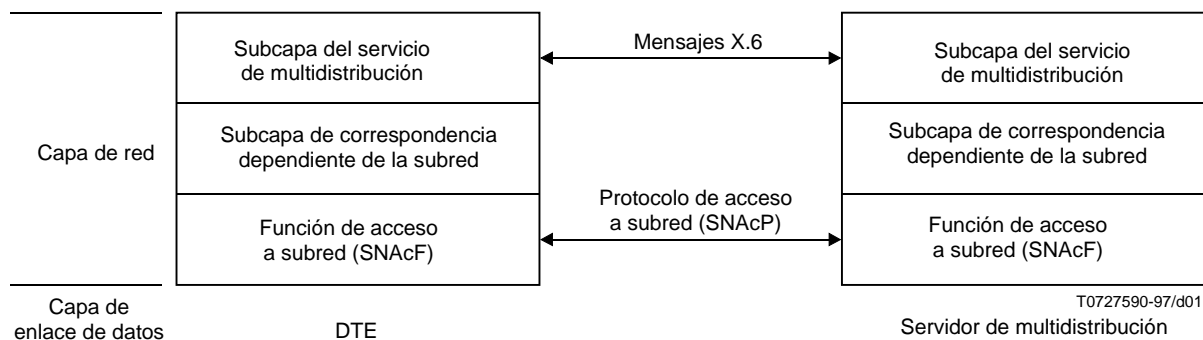 Subcapa del servicio
de multidistribución
Mensajes X.6
Subcapa del servicio
de multidistribución
Capa de red
Subcapa de correspondencia
dependiente de la subred
Subcapa de correspondencia
dependiente de la subred
Función de acceso
a subred (SNAcF)
Protocolo de acceso
a subred (SNAcP)
Función de acceso
a subred (SNAcF)
Capa de
enlace de datos
DTE
T0727590-97/d01
Servidor de multidistribución